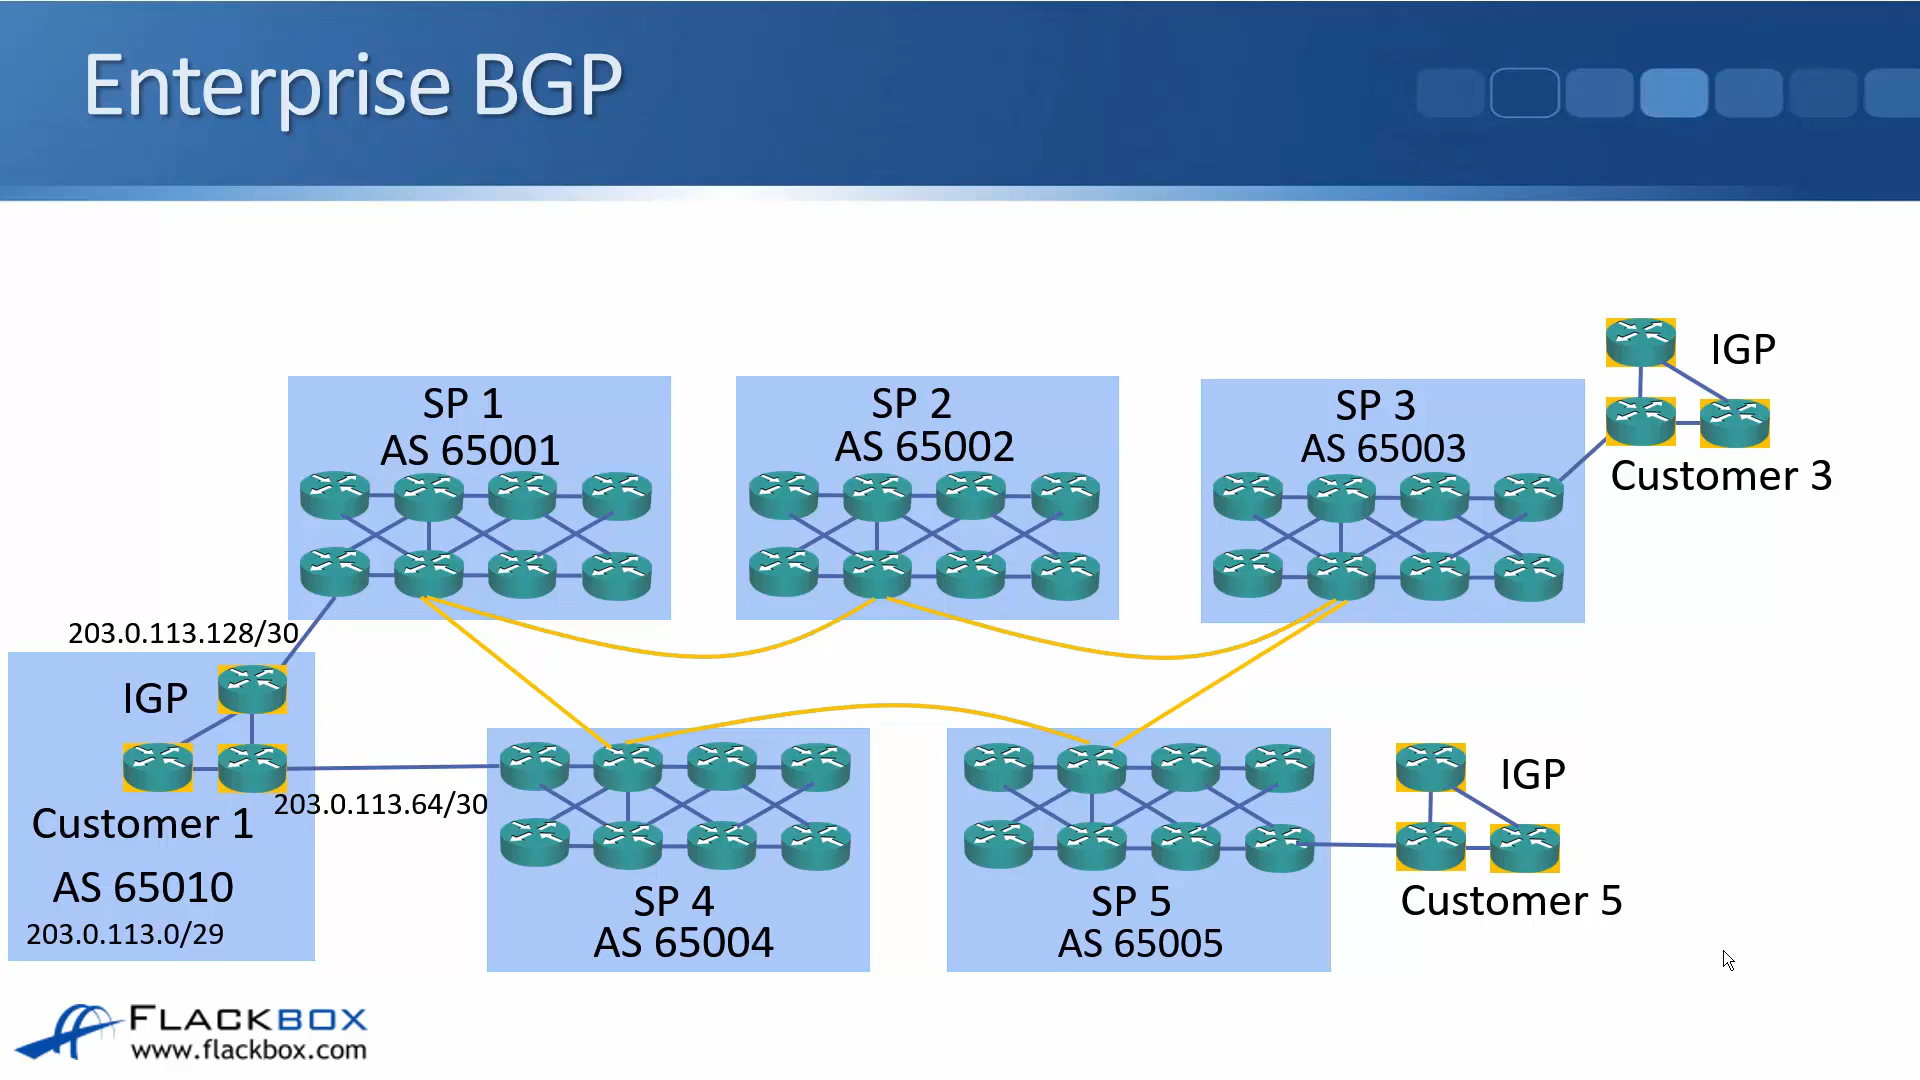 Enterprise BGP
SP 1
AS 65001
SP 2
AS 65002
SP 3
AS 65003
IGP
Customer 3
203.0.113.128/30
IGP
Customer 1
AS 65010
203.0.113.0/29
203.0.113.64/30
SP 4
AS 65004
SP 5
AS 65005
IGP
Customer 5
FLACKBOX
www.flackbox.com